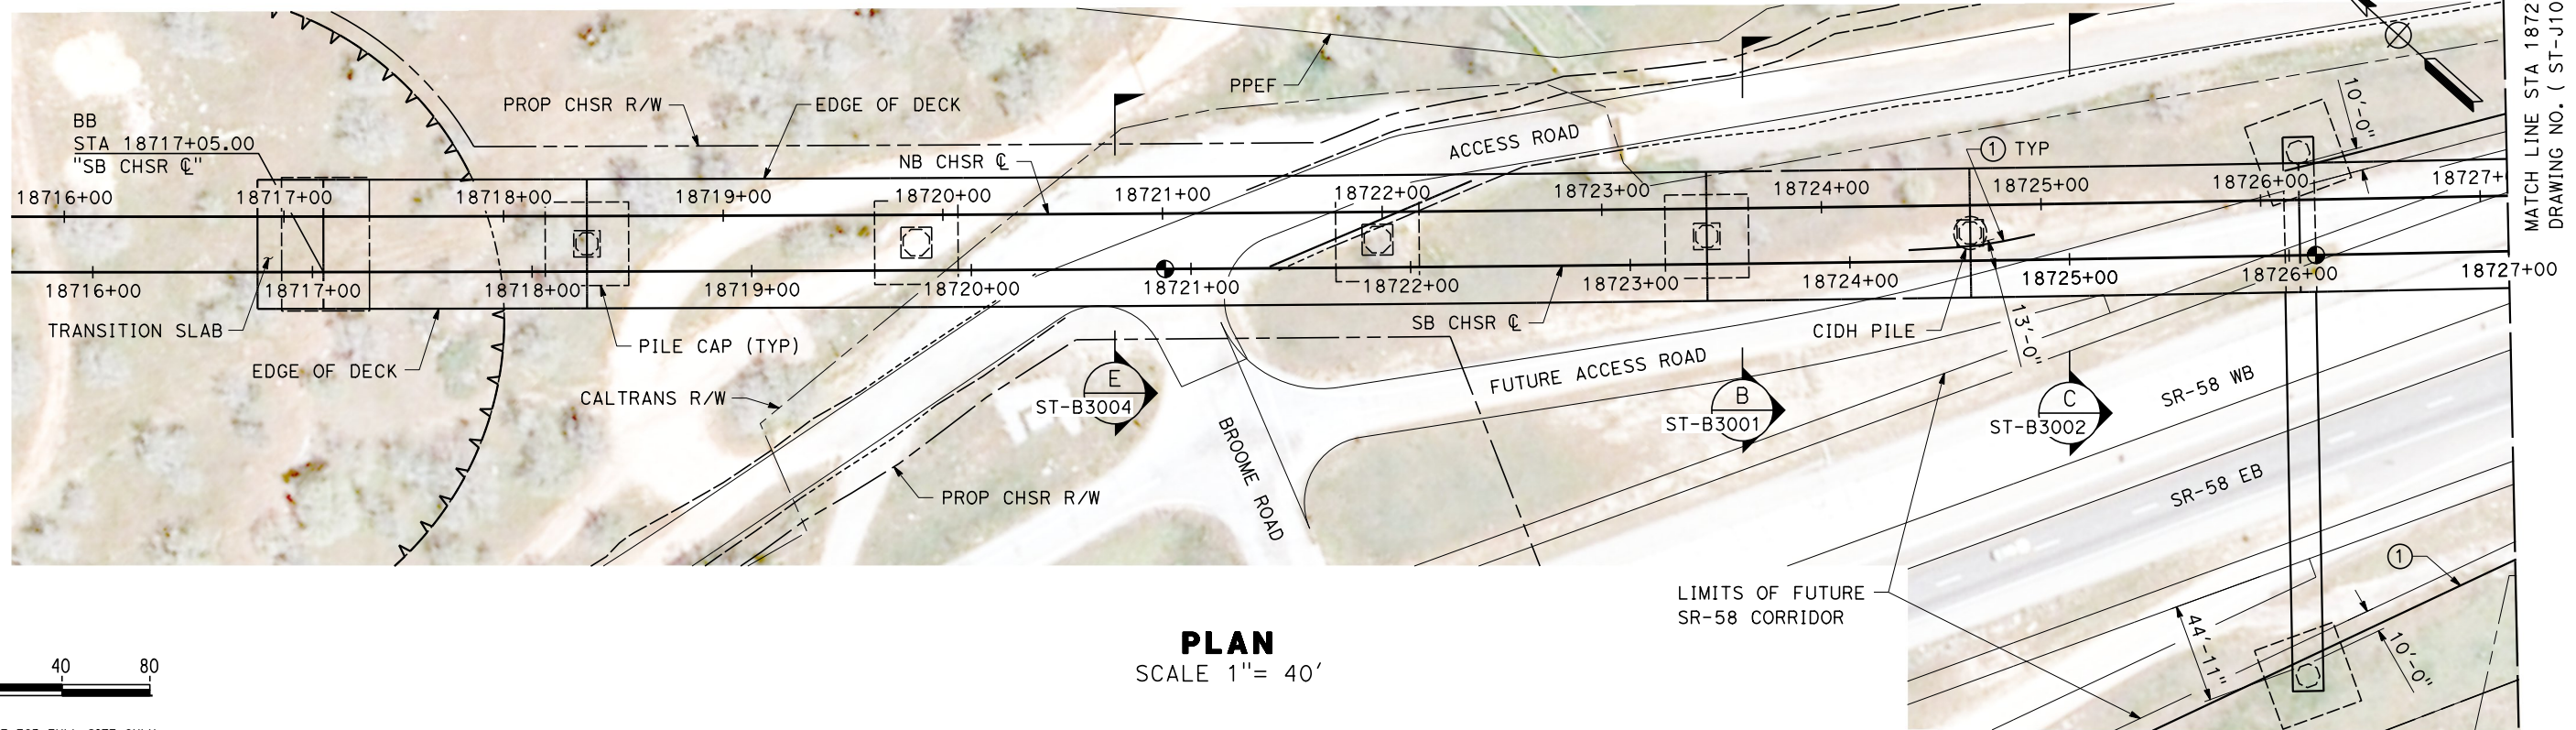 BB
STA 18717+05.00
"SB CHSR ℄"
PROP CHSR R/W
EDGE OF DECK
PPEF
NB CHSR ℄
ACCESS ROAD
1 TYP
10'-0"
MATCH LINE STA 1872
DRAWING NO. ( ST-J10
18716+00
18717+00
18718+00
18719+00
18720+00
18721+00
18722+00
18723+00
18724+00
18725+00
18726+00
18727+
18716+00
18717+00
18718+00
18719+00
18720+00
18721+00
18722+00
18723+00
18724+00
18725+00
18726+00
18727+00
TRANSITION SLAB
EDGE OF DECK
PILE CAP (TYP)
CALTRANS R/W
SB CHSR ℄
CIDH PILE
13'-0"
FUTURE ACCESS ROAD
E
ST-B3004
B
ST-B3001
C
ST-B3002
SR-58 WB
SR-58 EB
BROOME ROAD
PROP CHSR R/W
1
LIMITS OF FUTURE
SR-58 CORRIDOR
44'-11"
10'-0"
PLAN
SCALE 1"= 40'
40 80